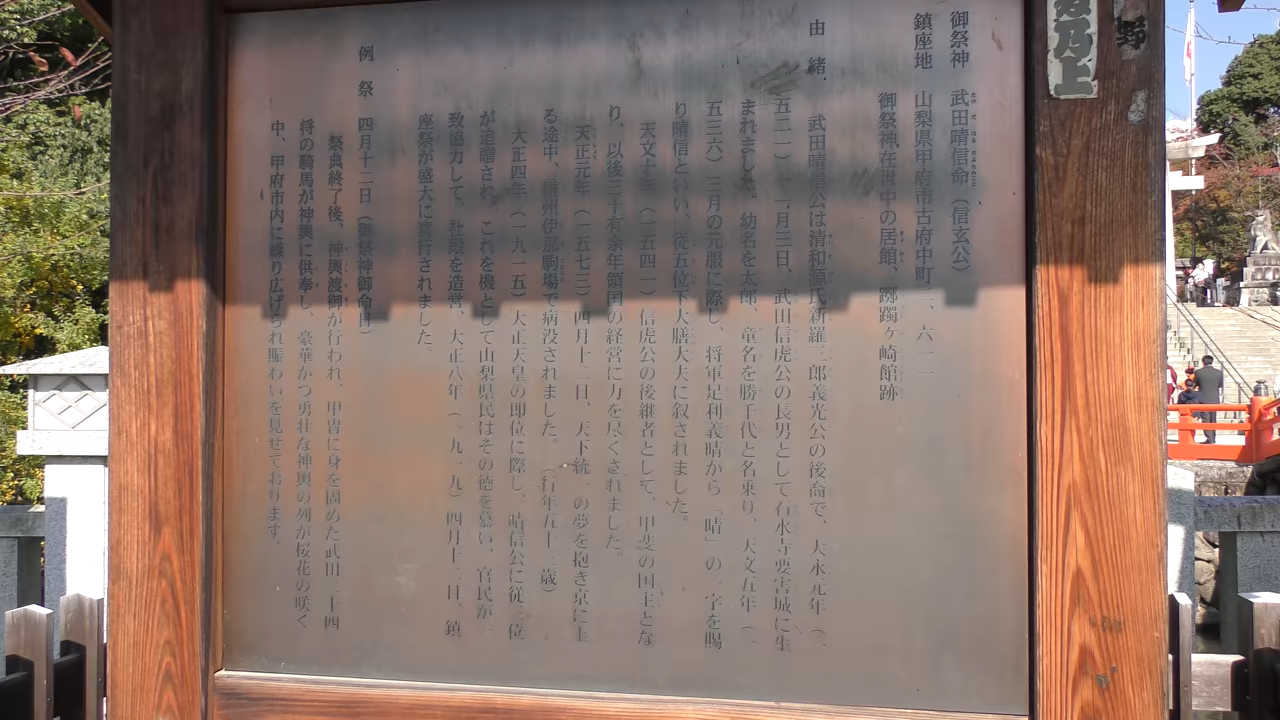 御祭神　武田晴信命（信玄公）
鎮座地　山梨県甲府市古府中町二、六一一
御祭神在世中の居館、躑躅ヶ崎館跡
由　緒
武田晴信公は清和源氏新羅三郎義光公の後裔で、大永元年（一
五二一）十一月三日、武田信虎公の長男として石水寺要害城に生
まれました。幼名を太郎、童名を勝千代と名乗り、天文五年（一
五三六）三月の元服に際し、将軍足利義晴から「晴」の一字を賜
り晴信といい、従五位下大膳大夫に叙されました。
天文十年（一五四一）信虎公の後継者として、甲斐の国主とな
り、以後三十有余年領国の経営に力を尽くされました。
天正元年（一五七三）四月十二日、天下統一の夢を抱き京に上
る途中、信州伊那駒場で病没されました。（行年五十三歳）
大正四年（一九一五）大正天皇の即位に際し、晴信公に従三位
が追贈され、これを機として山梨県民はその徳を慕い、官民が一
致協力して、社殿を造営、大正八年（一九一九）四月十二日、鎮
座祭が盛大に斎行されました。
例　祭　四月十二日（御祭神御命日）
祭典終了後、神輿渡御が行われ、甲冑に身を固めた武田二十四
将の騎馬が神輿に供奉し、豪華かつ勇壮な神輿の列が桜花の咲く
中、甲府市内に繰り広げられ賑わいを見せております。
乃上
野